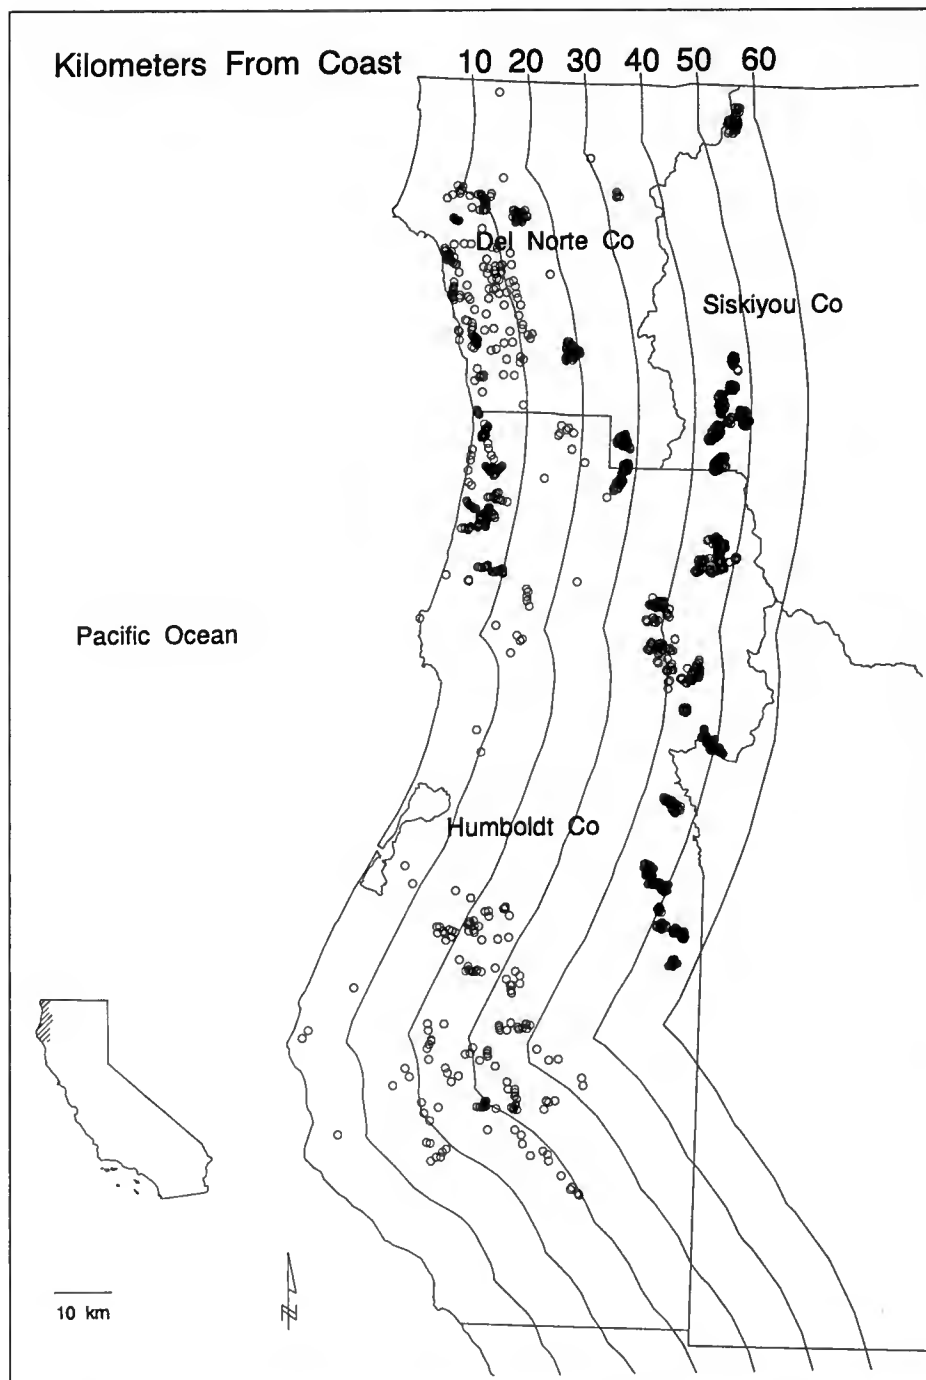 Kilometers From Coast 10 20 30 40 50 60
Del Norte Co
Siskiyou Co
Pacific Ocean
Humboldt Co
10 km
N